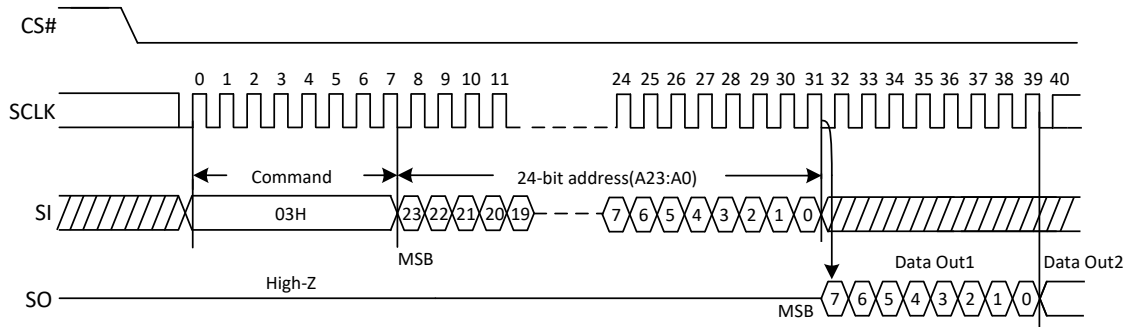 CS#
0 1 2 3 4 5 6 7 8 9 10 11 24 25 26 27 28 29 30 31 32 33 34 35 36 37 38 39 40
SCLK
Command 24-bit address(A23:A0)
SI 03H 23 22 21 20 19 7 6 5 4 3 2 1 0
MSB Data Out1 Data Out2
High-Z
SO 7 6 5 4 3 2 1 0
MSB